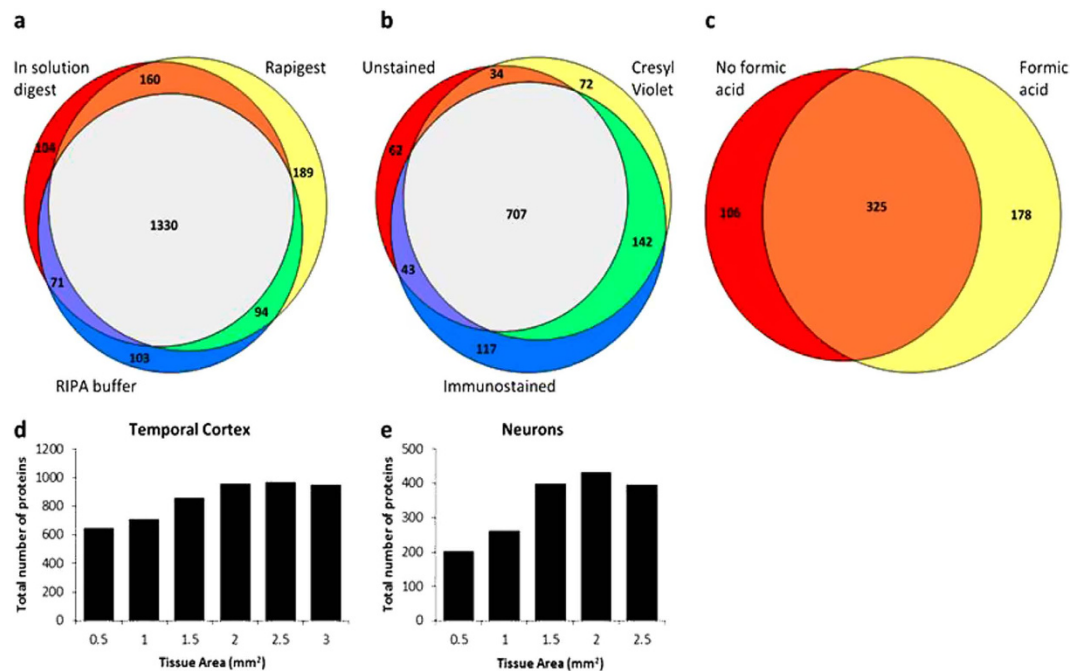 a
In solution
digest
Rapigest
160
104
189
1330
71
94
103
RIPA buffer
b
Unstained
Cresyl
Violet
34
72
62
707
142
43
117
Immunostained
c
No formic
acid
Formic
acid
106
325
178
d
Temporal Cortex
Total number of proteins
1200
1000
800
600
400
200
0
0.5 1 1.5 2 2.5 3
Tissue Area (mm²)
e
Neurons
Total number of proteins
500
400
300
200
100
0
0.5 1 1.5 2 2.5
Tissue Area (mm²)